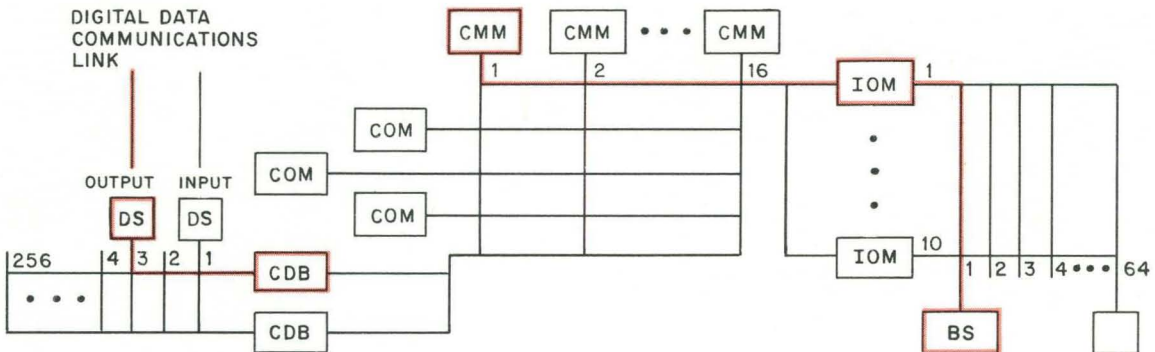 DIGITAL DATA
COMMUNICATIONS
LINK
CMM CMM ••• CMM
1 2 16
IOM 1
COM
COM
COM
OUTPUT INPUT
DS DS
256 4 3 2 1
CDB
•••
CDB
IOM 10
1 2 3 4 ••• 64
BS